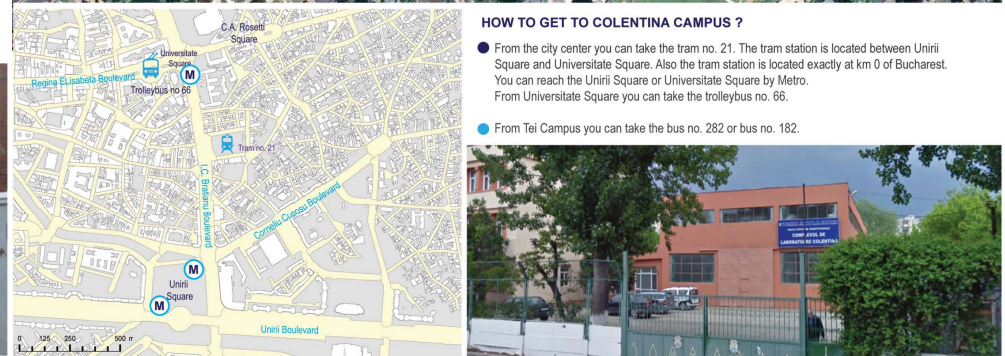 C.A. Rosetti
Square
Universitate
Square
M
Regina ELisabeta Boulevard
Trolleybus no 66
Tram no. 21
I.C. Bratianu Boulevard
Corneliu Coposu Boulevard
M
Unirii
Square
M
Unirii Boulevard
0 125 250 500 m
HOW TO GET TO COLENTINA CAMPUS ?
From the city center you can take the tram no. 21. The tram station is located between Unirii
Square and Universitate Square. Also the tram station is located exactly at km 0 of Bucharest.
You can reach the Unirii Square or Universitate Square by Metro.
From Universitate Square you can take the trolleybus no. 66.
From Tei Campus you can take the bus no. 282 or bus no. 182.
COMPLEXUL DE
LABORATOARE COLENTINA